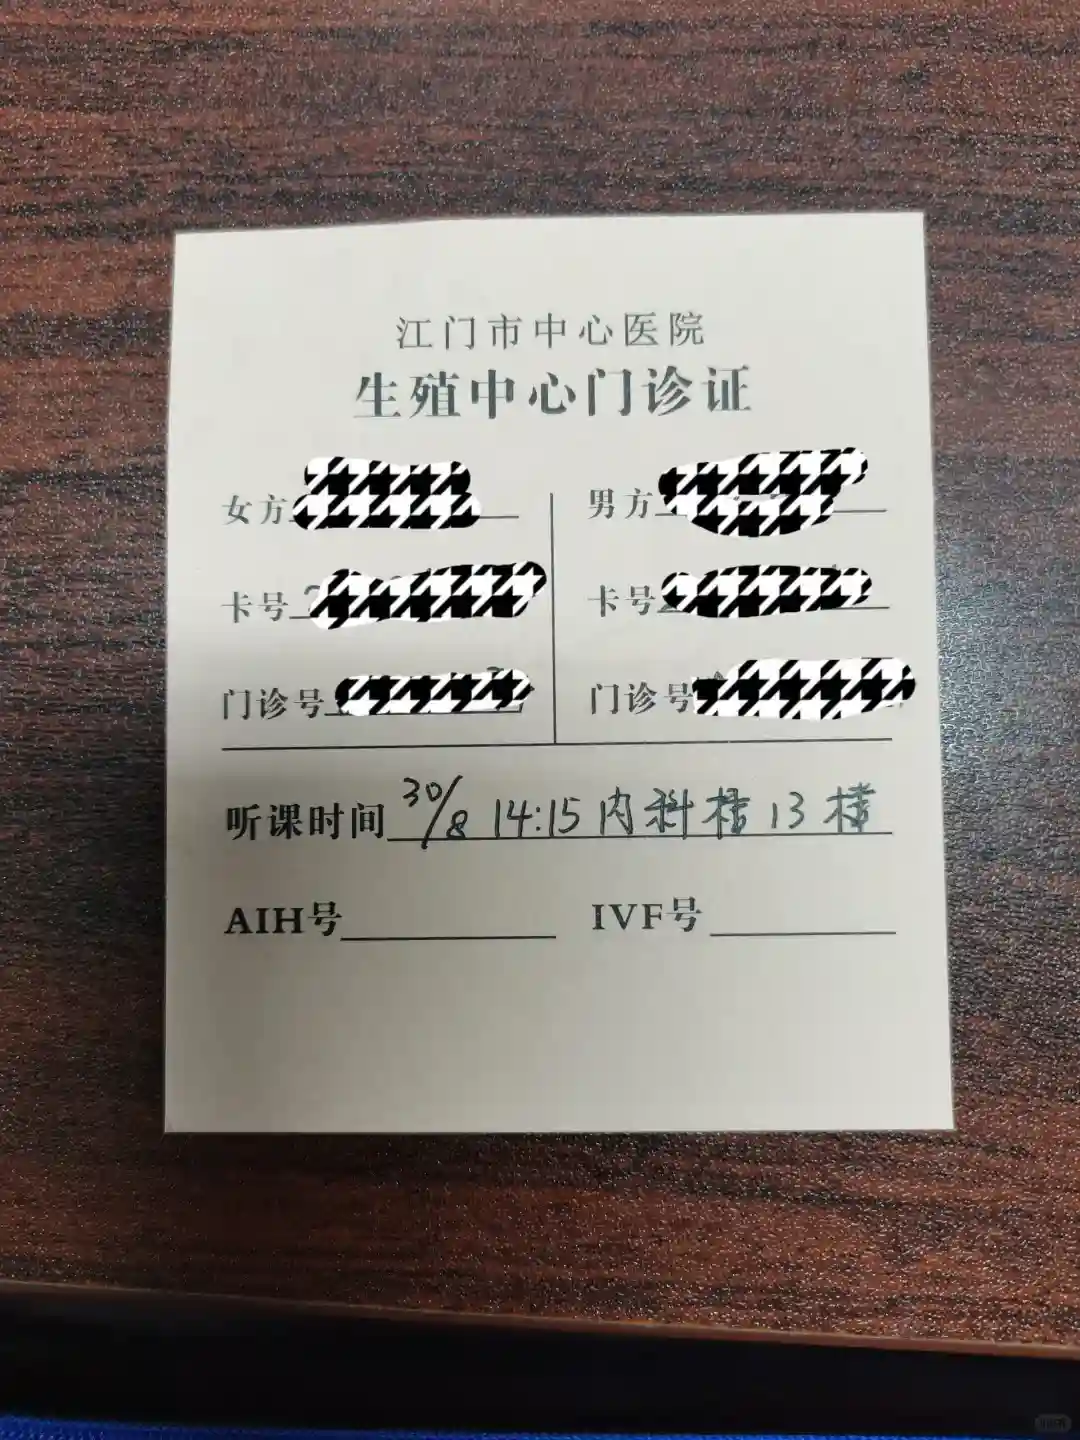 江门市中心医院
生殖中心门诊证
女方 男方
卡号 卡号
门诊号 门诊号
听课时间 30/8 14:15 内科楼 13 楼
AIH号 IVF号